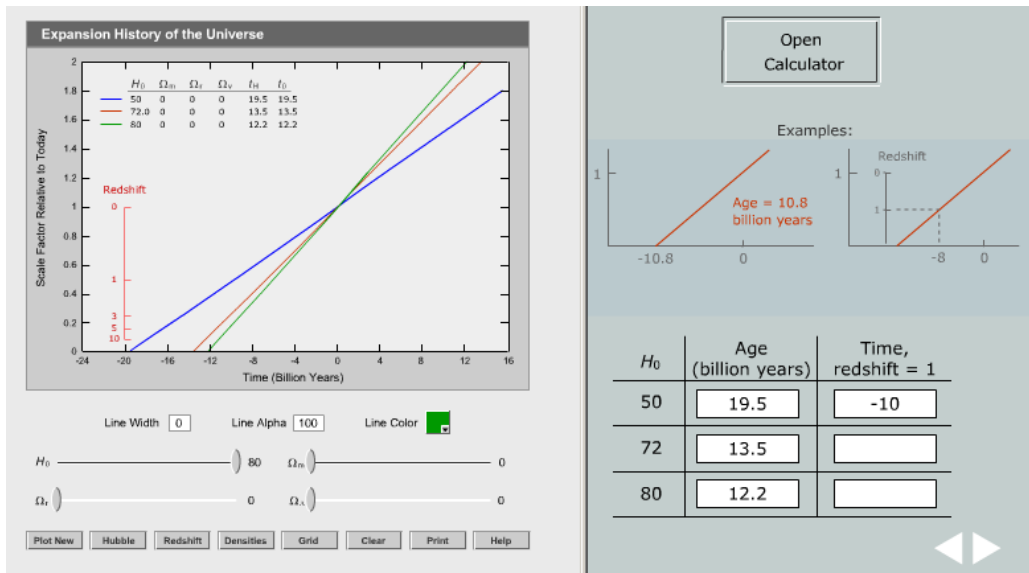 Expansion History of the Universe
2
1.8
1.6
1.4
1.2
1
0.8
0.6
0.4
0.2
0
Scale Factor Relative to Today
H₀ Ωₘ Ωᵣ Ωᵥ t_H t₀
50 0 0 0 19.5 19.5
72.0 0 0 0 13.5 13.5
80 0 0 0 12.2 12.2
Redshift
0
1
3
5
10
-24 -20 -16 -12 -8 -4 0 4 8 12 16
Time (Billion Years)
Line Width 0 Line Alpha 100 Line Color
H₀ 80 Ωₘ 0
Ωᵣ 0 Ω_Λ 0
Plot New Hubble Redshift Densities Grid Clear Print Help
Open
Calculator
Examples:
1
Age = 10.8
billion years
-10.8 0
1
Redshift
0
1
-8 0
H₀ Age (billion years) Time, redshift = 1
50 19.5 -10
72 13.5
80 12.2